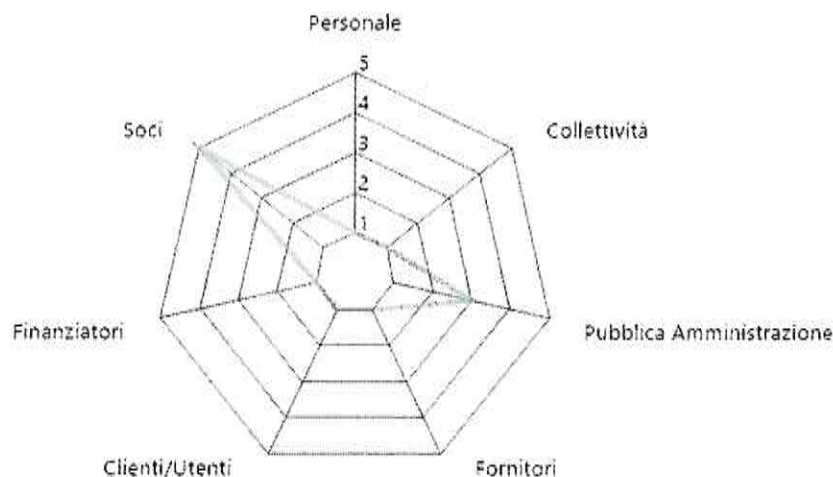 Personale
5
4
3
2
1
Soci
Collettività
Finanziatori
Pubblica Amministrazione
Clienti/Utenti
Fornitori